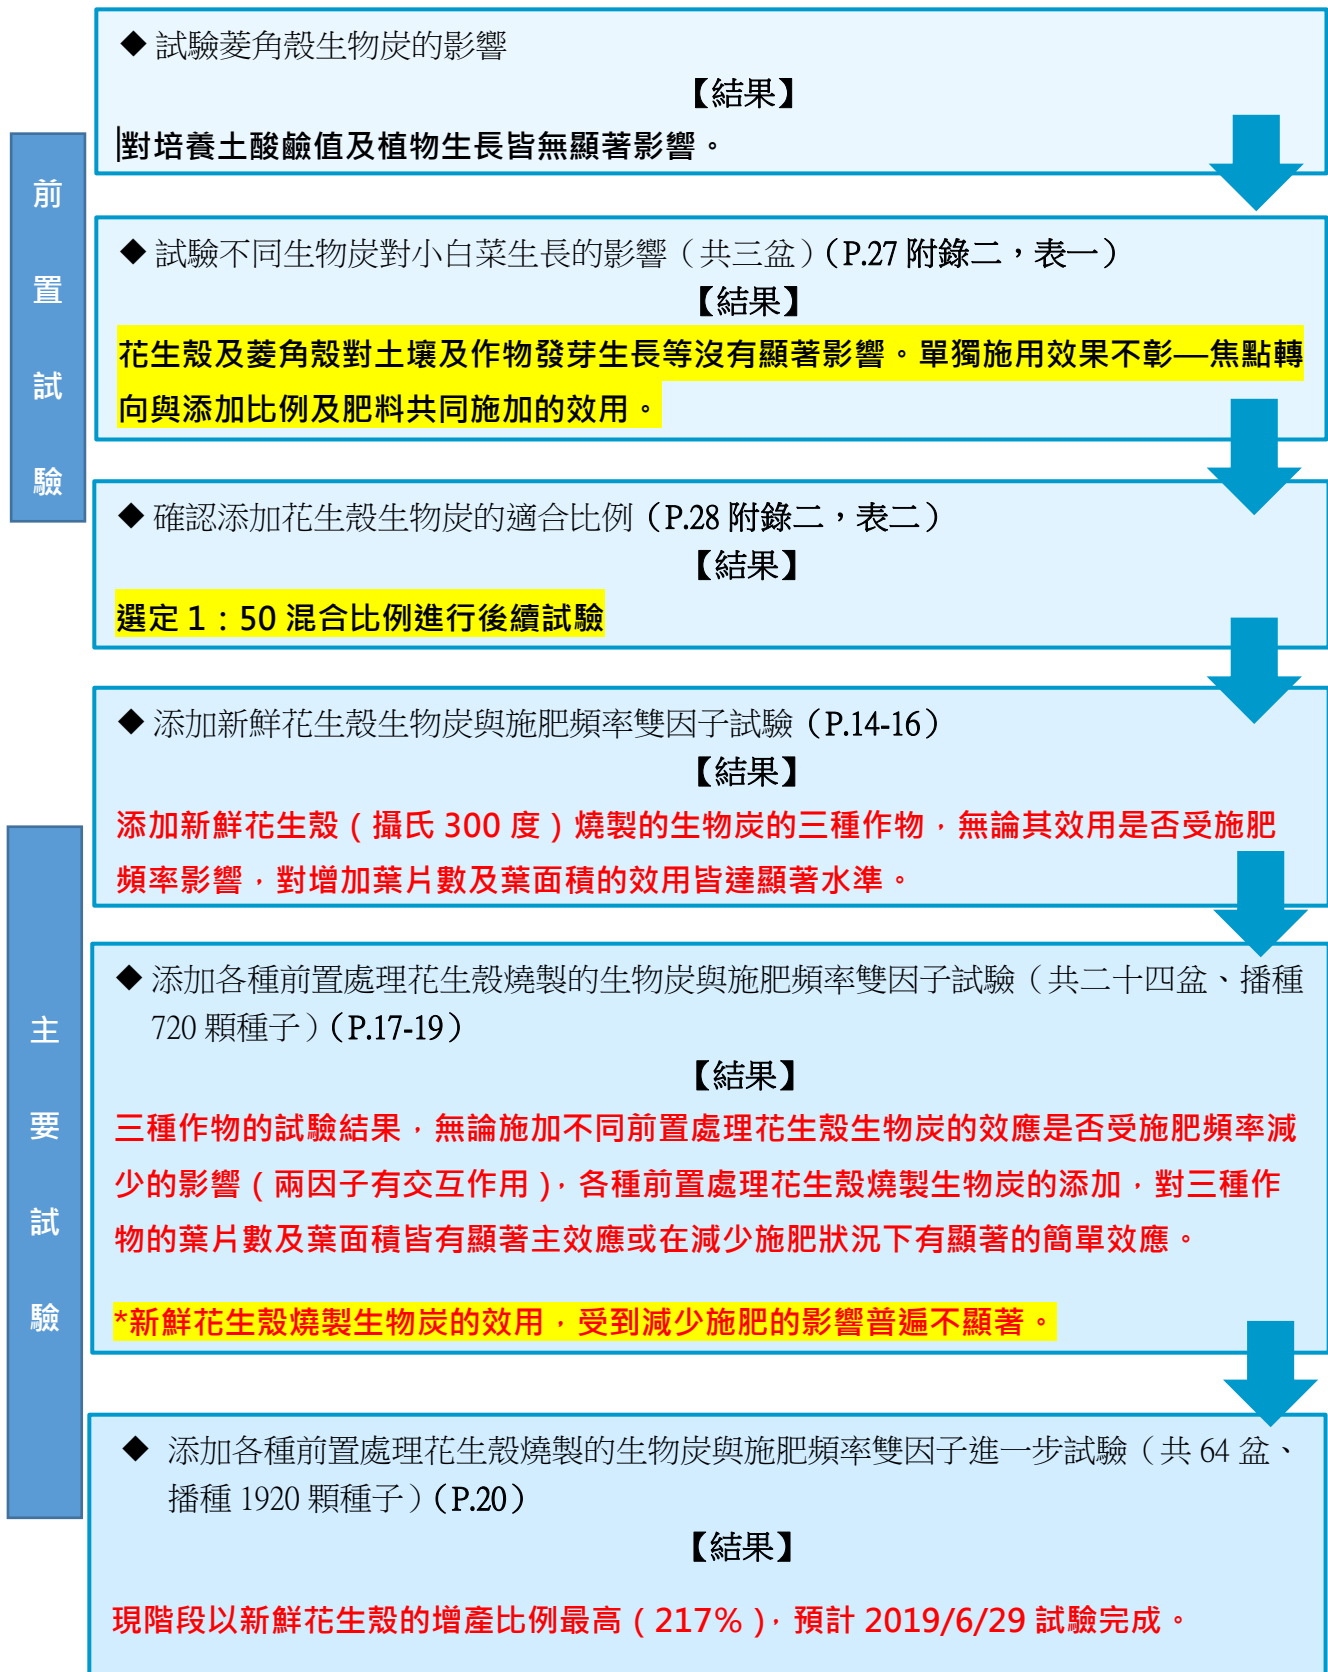 ◆ 試驗菱角殼生物炭的影響
【結果】
對培養土酸鹼值及植物生長皆無顯著影響。
前置試驗
◆ 試驗不同生物炭對小白菜生長的影響（共三盆）（P.27 附錄二，表一）
【結果】
花生殼及菱角殼對土壤及作物發芽生長等沒有顯著影響。單獨施用效果不彰—焦點轉
向與添加比例及肥料共同施加的效用。
◆ 確認添加花生殼生物炭的適合比例（P.28 附錄二，表二）
【結果】
選定 1：50 混合比例進行後續試驗
◆ 添加新鮮花生殼生物炭與施肥頻率雙因子試驗（P.14-16）
【結果】
添加新鮮花生殼（攝氏 300 度）燒製的生物炭的三種作物，無論其效用是否受施肥
頻率影響，對增加葉片數及葉面積的效用皆達顯著水準。
主要試驗
◆ 添加各種前置處理花生殼燒製的生物炭與施肥頻率雙因子試驗（共二十四盆、播種
720 顆種子）（P.17-19）
【結果】
三種作物的試驗結果，無論施加不同前置處理花生殼生物炭的效應是否受施肥頻率減
少的影響（兩因子有交互作用），各種前置處理花生殼燒製生物炭的添加，對三種作
物的葉片數及葉面積皆有顯著主效應或在減少施肥狀況下有顯著的簡單效應。
*新鮮花生殼燒製生物炭的效用，受到減少施肥的影響普遍不顯著。
◆ 添加各種前置處理花生殼燒製的生物炭與施肥頻率雙因子進一步試驗（共 64 盆、
播種 1920 顆種子）（P.20）
【結果】
現階段以新鮮花生殼的增產比例最高（217%），預計 2019/6/29 試驗完成。